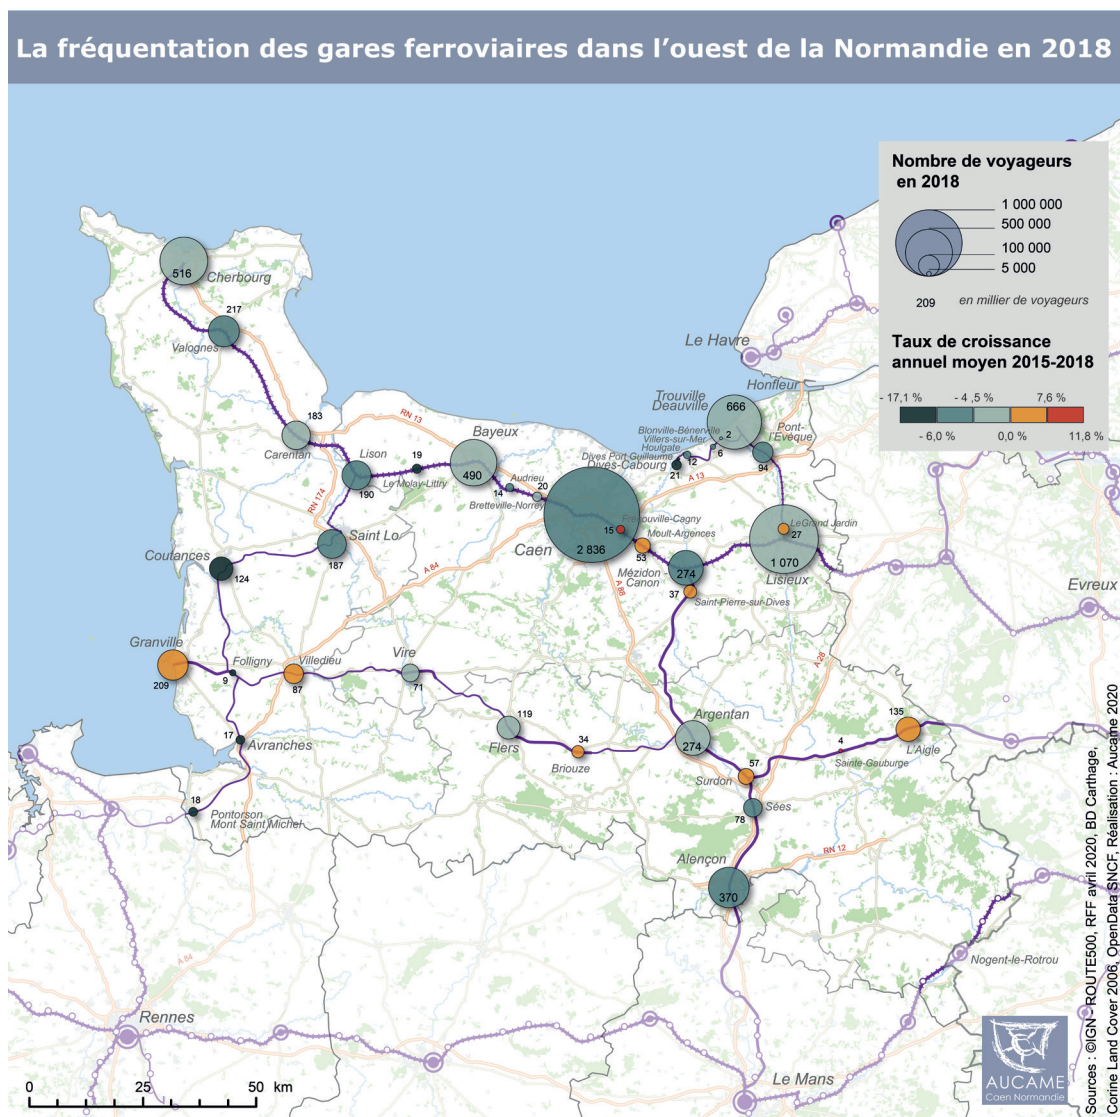 La fréquentation des gares ferroviaires dans l’ouest de la Normandie en 2018
Nombre de voyageurs
en 2018
1 000 000
500 000
100 000
5 000
209
en millier de voyageurs
Taux de croissance
annuel moyen 2015-2018
- 17,1 %
- 4 ,5 %
7,6 %
- 6,0 %
0,0 %
11,8 %
516
Cherbourg
217
Valognes
183
Carentan
RN 13
Lison
190
19
Le Molay-Littry
Bayeux
490
14
Audrieu
20
Bretteville-Norrey
RN 174
Saint Lo
187
Coutances
124
A 84
Caen
2 836
15
Frénouville-Cagny
Moult-Argences
53
Mézidon -
Canon
274
37
Saint-Pierre-sur-Dives
Le Havre
Honfleur
Trouville
Deauville
666
Blonville-Bénerville
2
Villers-sur-Mer
6
Houlgate
12
Dives Port Guillaume
Dives-Cabourg
21
A 13
Pont-
l'Evêque
94
LeGrand Jardin
27
1 070
Lisieux
Evreux
A 88
A 28
Granville
209
Folligny
9
Villedieu
87
Vire
71
119
Flers
34
Briouze
Argentan
274
Surdon
57
4
Sainte-Gauburge
135
L'Aigle
17
Avranches
18
Pontorson
Mont Saint Michel
Sées
78
Alençon
370
RN 12
A 84
Rennes
Le Mans
Nogent-le-Rotrou
0
25
50 km
AUCAME
Caen Normandie
Sources : ©IGN - ROUTE500, RFF avril 2020, BD Carthage,
Corine Land Cover 2006, OpenData SNCF, Réalisation : Aucame 2020